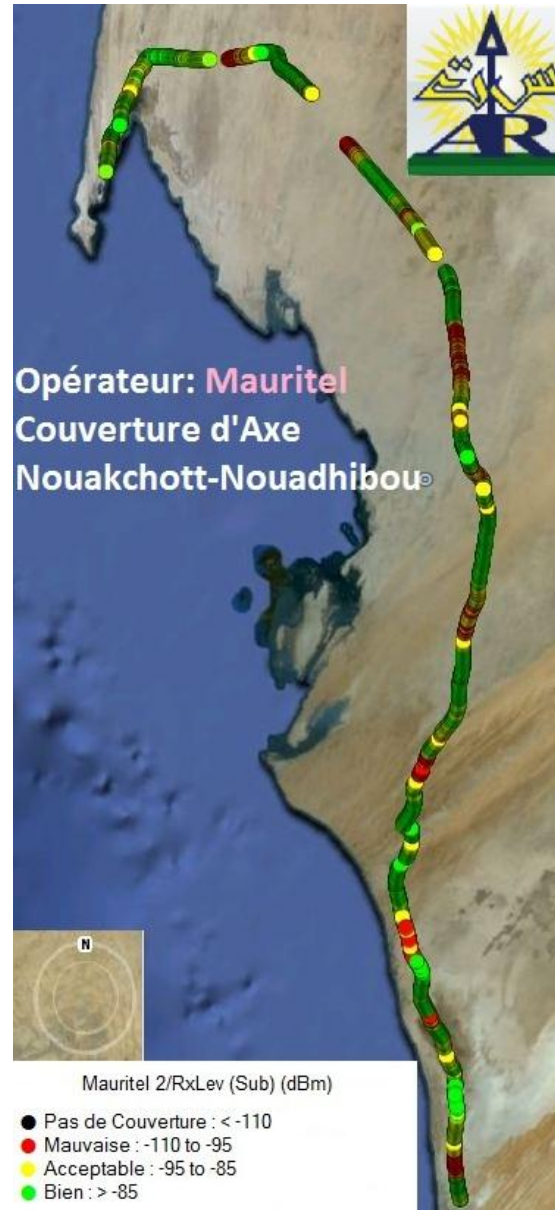 AR
Opérateur: Mauritel
Couverture d'Axe
Nouakchott-Nouadhibou
N
Mauritel 2/RxLev (Sub) (dBm)
Pas de Couverture : < -110
Mauvaise : -110 to -95
Acceptable : -95 to -85
Bien : > -85